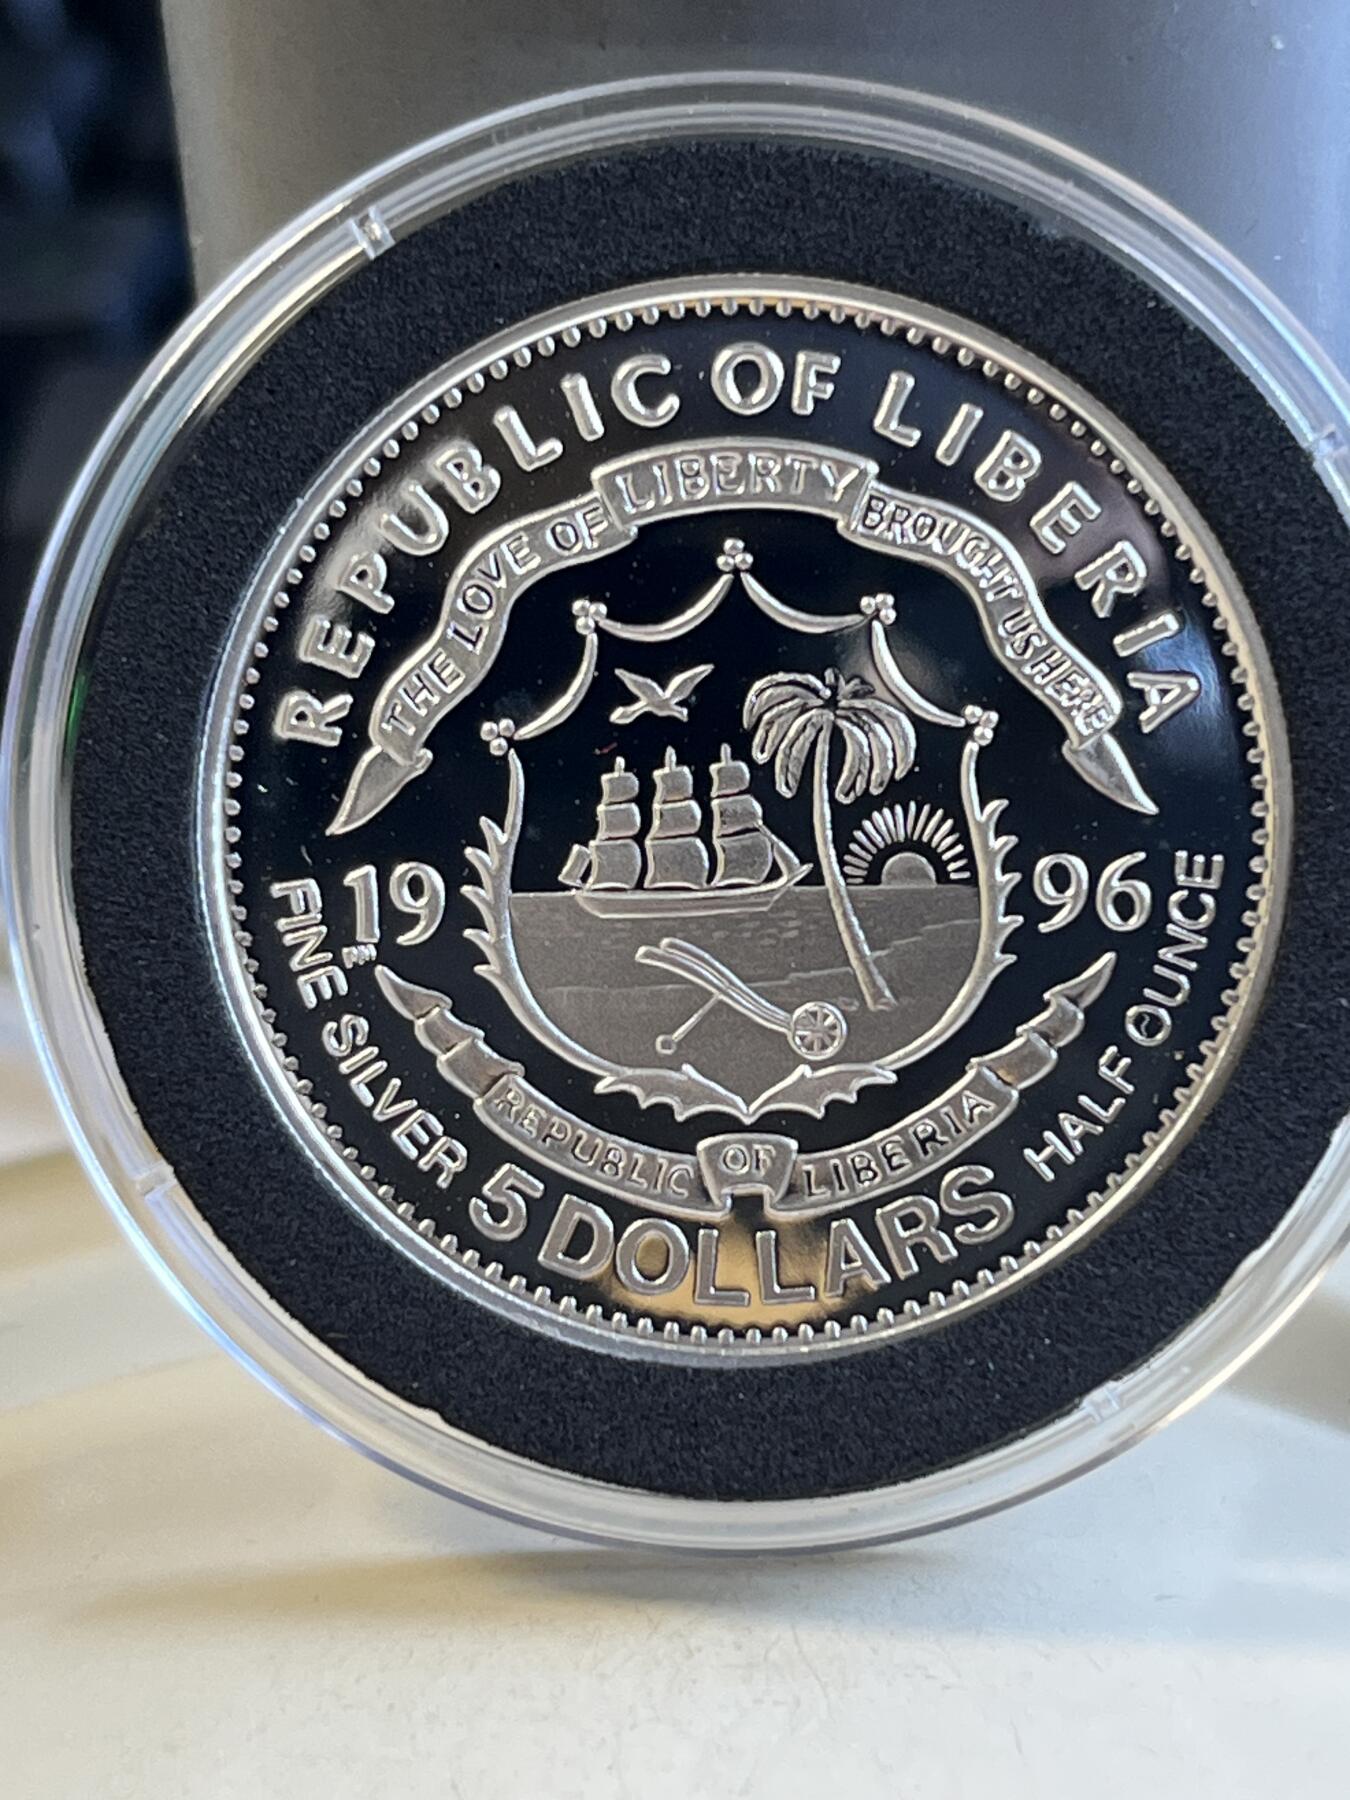 REPUBLIC OF LIBERIA
THE LOVE OF LIBERTY BROUGHT US HERE
19 96
FINE SILVER
HALF OUNCE
REPUBLIC OF LIBERIA
5 DOLLARS